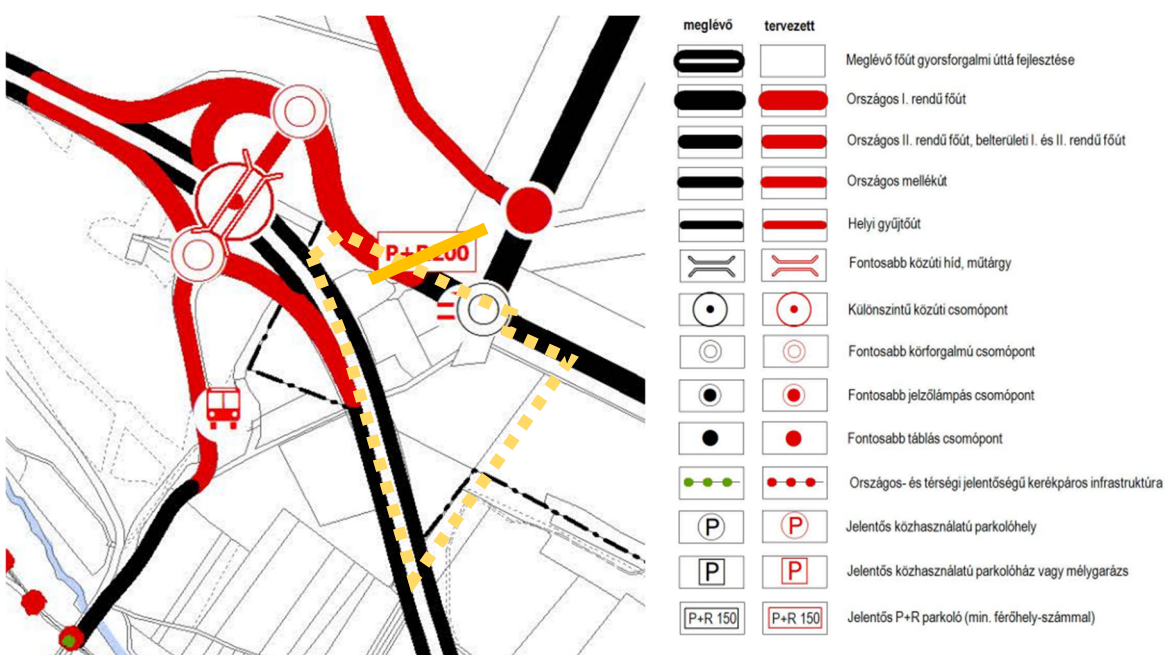 P+R 200
meglévő tervezett
Meglévő főút gyorsforgalmi úttá fejlesztése
Országos I. rendű főút
Országos II. rendű főút, belterületi I. és II. rendű főút
Országos mellékút
Helyi gyűjtőút
Fontosabb közúti híd, műtárgy
Különszintű közúti csomópont
Fontosabb körforgalmú csomópont
Fontosabb jelzőlámpás csomópont
Fontosabb táblás csomópont
Országos- és térségi jelentőségű kerékpáros infrastruktúra
P P Jelentős közhasználatú parkolóhely
P P Jelentős közhasználatú parkolóház vagy mélygarázs
P+R 150 P+R 150 Jelentős P+R parkoló (min. férőhely-számmal)